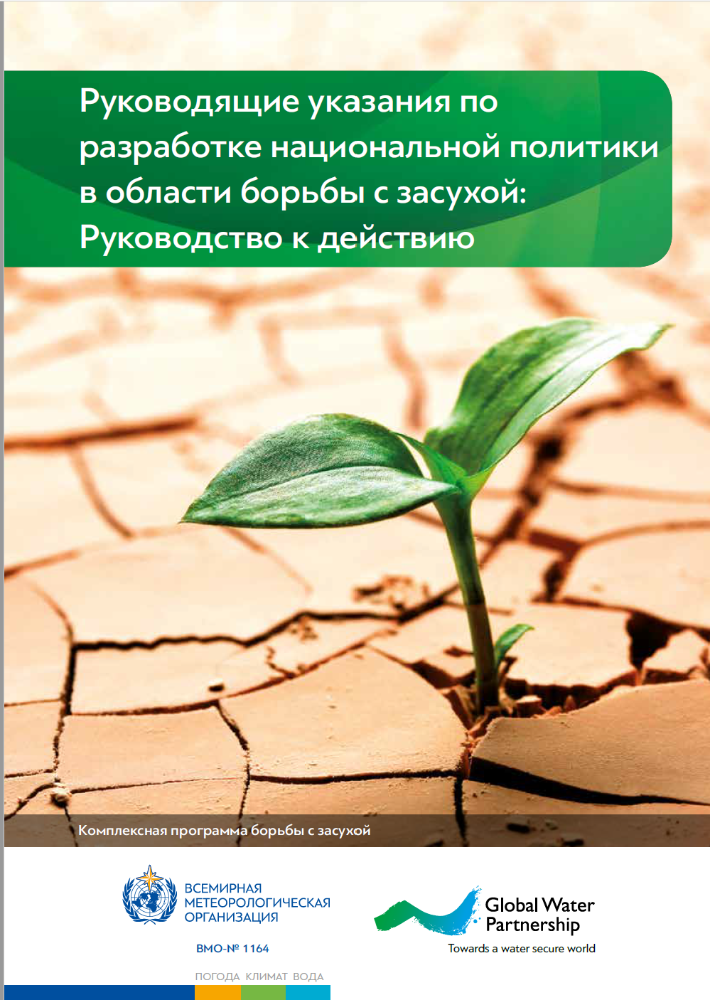 Руководящие указания по
разработке национальной политики
в области борьбы с засухой:
Руководство к действию
Комплексная программа борьбы с засухой
ВСЕМИРНАЯ
МЕТЕОРОЛОГИЧЕСКАЯ
ОРГАНИЗАЦИЯ
ВМО-№ 1164
ПОГОДА КЛИМАТ ВОДА
Global Water
Partnership
Towards a water secure world